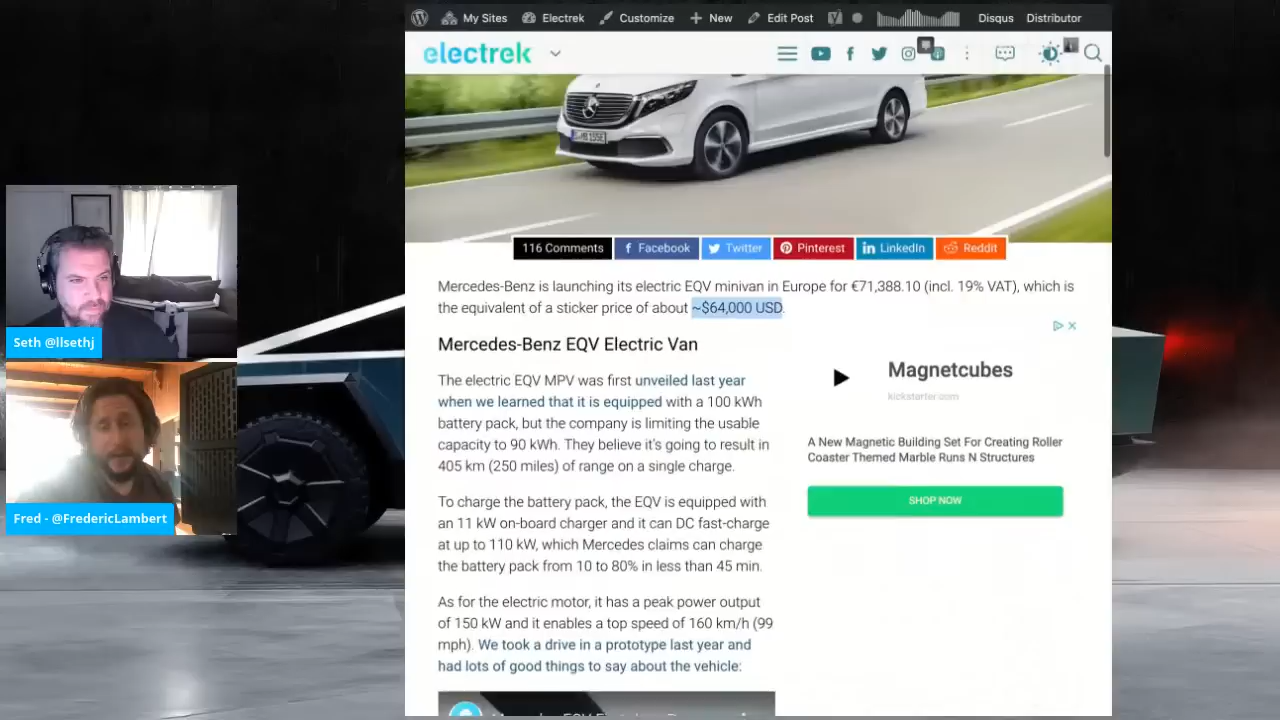 My Sites Electrek Customize New Edit Post Disqus Distributor
electrek
116 Comments Facebook Twitter Pinterest LinkedIn Reddit
Mercedes-Benz is launching its electric EQV minivan in Europe for €71,388.10 (incl. 19% VAT), which is
the equivalent of a sticker price of about ~$64,000 USD.
Mercedes-Benz EQV Electric Van
The electric EQV MPV was first unveiled last year
when we learned that it is equipped with a 100 kWh
battery pack, but the company is limiting the usable
capacity to 90 kWh. They believe it's going to result in
405 km (250 miles) of range on a single charge.
To charge the battery pack, the EQV is equipped with
an 11 kW on-board charger and it can DC fast-charge
at up to 110 kW, which Mercedes claims can charge
the battery pack from 10 to 80% in less than 45 min.
As for the electric motor, it has a peak power output
of 150 kW and it enables a top speed of 160 km/h (99
mph). We took a drive in a prototype last year and
had lots of good things to say about the vehicle:
Magnetcubes
kickstarter.com
A New Magnetic Building Set For Creating Roller
Coaster Themed Marble Runs N Structures
SHOP NOW
Seth @llsethj
Fred - @FredericLambert